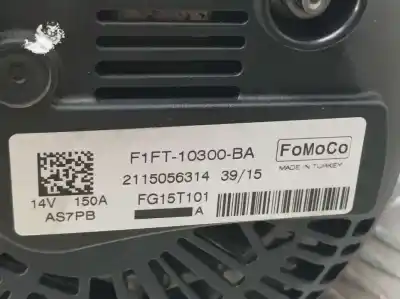 F1FT-10300-BA
FoMoCo
MADE IN TURKEY
2115056314 39/15
14V 150A
FG15T101
AS7PB
A